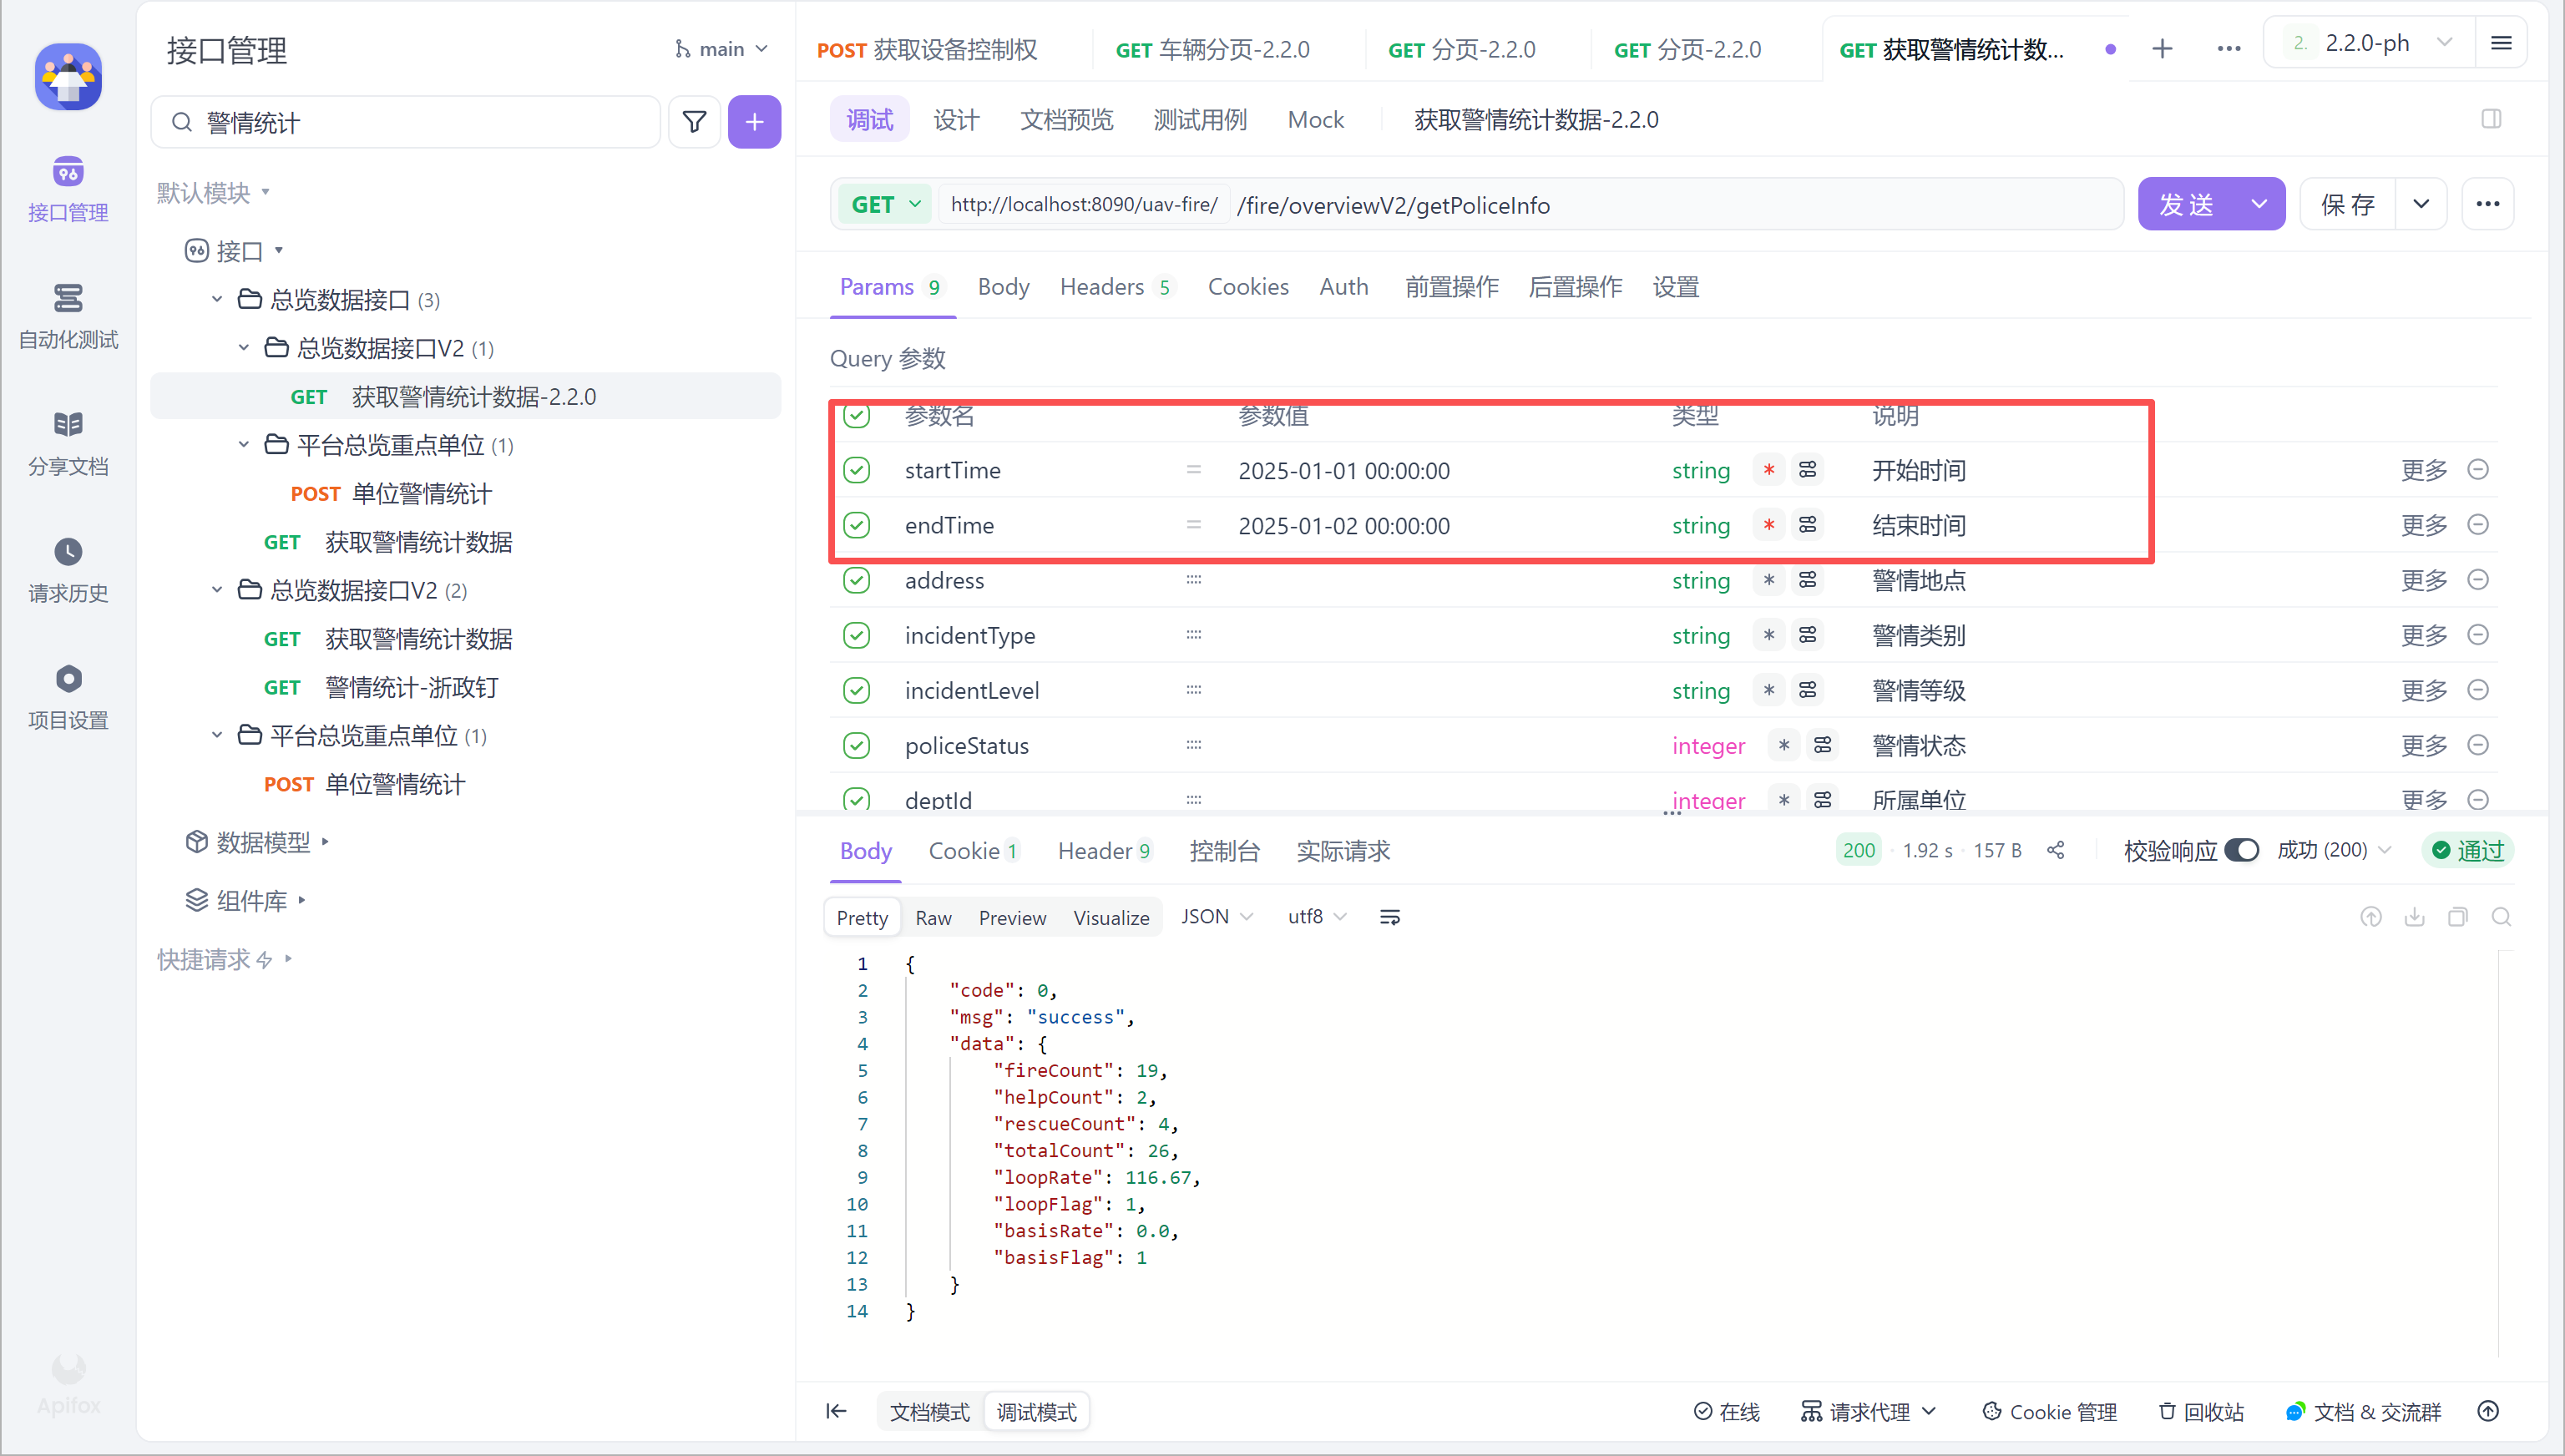 接口管理
main
警情统计
默认模块
接口
总览数据接口 (3)
总览数据接口V2 (1)
GET 获取警情统计数据-2.2.0
平台总览重点单位 (1)
POST 单位警情统计
GET 获取警情统计数据
总览数据接口V2 (2)
GET 获取警情统计数据
GET 警情统计-浙政钉
平台总览重点单位 (1)
POST 单位警情统计
数据模型
组件库
快捷请求
接口管理
自动化测试
分享文档
请求历史
项目设置
Apifox
POST 获取设备控制权
GET 车辆分页-2.2.0
GET 分页-2.2.0
GET 分页-2.2.0
GET 获取警情统计数...
2. 2.2.0-ph
调试 设计 文档预览 测试用例 Mock 获取警情统计数据-2.2.0
GET http://localhost:8090/uav-fire/ /fire/overviewV2/getPoliceInfo 发 送 保 存
Params 9 Body Headers 5 Cookies Auth 前置操作 后置操作 设置
Query 参数
参数名 参数值 类型 说明
startTime = 2025-01-01 00:00:00 string * 开始时间 更多
endTime = 2025-01-02 00:00:00 string * 结束时间 更多
address string * 警情地点 更多
incidentType string * 警情类别 更多
incidentLevel string * 警情等级 更多
policeStatus integer * 警情状态 更多
deptId integer * 所属单位 更多
Body Cookie 1 Header 9 控制台 实际请求 200 · 1.92 s · 157 B 校验响应 成功 (200) 通过
Pretty Raw Preview Visualize JSON utf8
1 {
2 "code": 0,
3 "msg": "success",
4 "data": {
5 "fireCount": 19,
6 "helpCount": 2,
7 "rescueCount": 4,
8 "totalCount": 26,
9 "loopRate": 116.67,
10 "loopFlag": 1,
11 "basisRate": 0.0,
12 "basisFlag": 1
13 }
14 }
文档模式 调试模式 在线 请求代理 Cookie 管理 回收站 文档 & 交流群